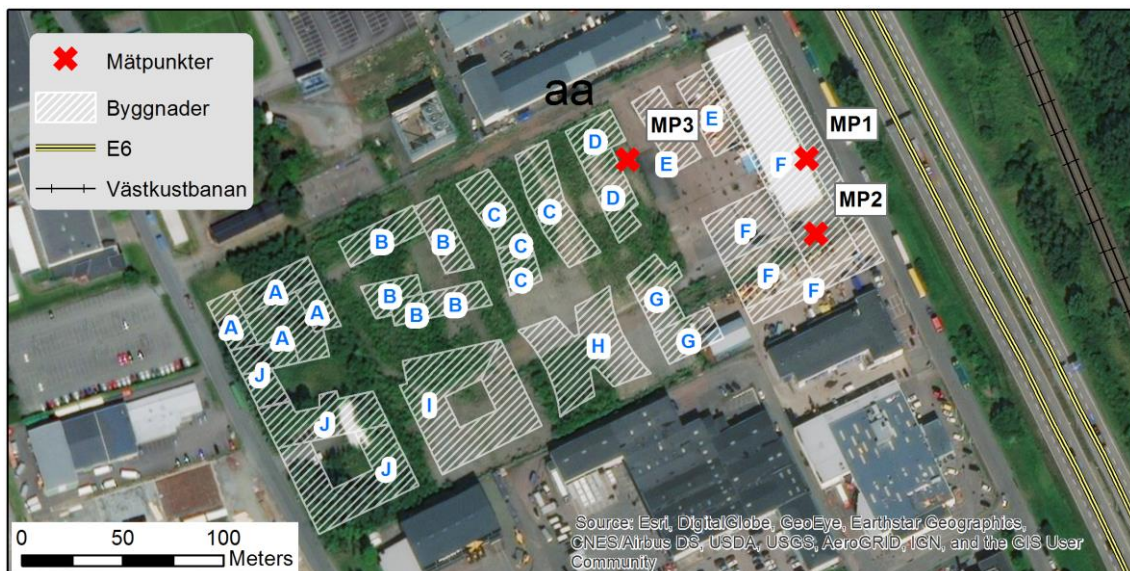 Mätpunkter
Byggnader
E6
Västkustbanan
aa
MP3
MP1
MP2
D
E
E
F
D
C
C
C
C
F
B
B
F
F
B
B
B
G
G
A
A
A
A
H
J
I
J
J
0 50 100
Meters
Source: Esri, DigitalGlobe, GeoEye, Earthstar Geographics,
CNES/Airbus DS, USDA, USGS, AeroGRID, IGN, and the GIS User
Community